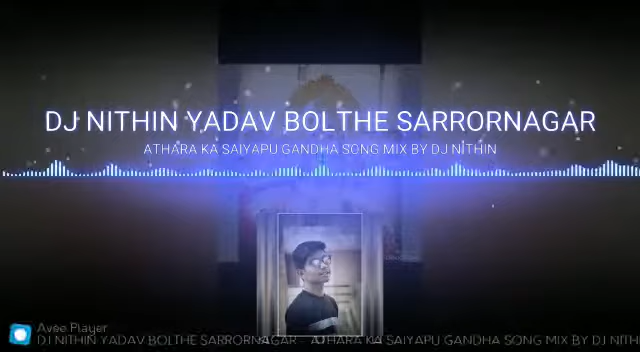 DJ NITHIN YADAV BOLTHE SARRORNAGAR
ATHARA KA SAIYAPU GANDHA SONG MIX BY DJ NITHIN
Avee Player
DJ NITHIN YADAV BOLTHE SARRORNAGAR ATHARA KA SAIYAPU GANDHA SONG MIX BY DJ NITH